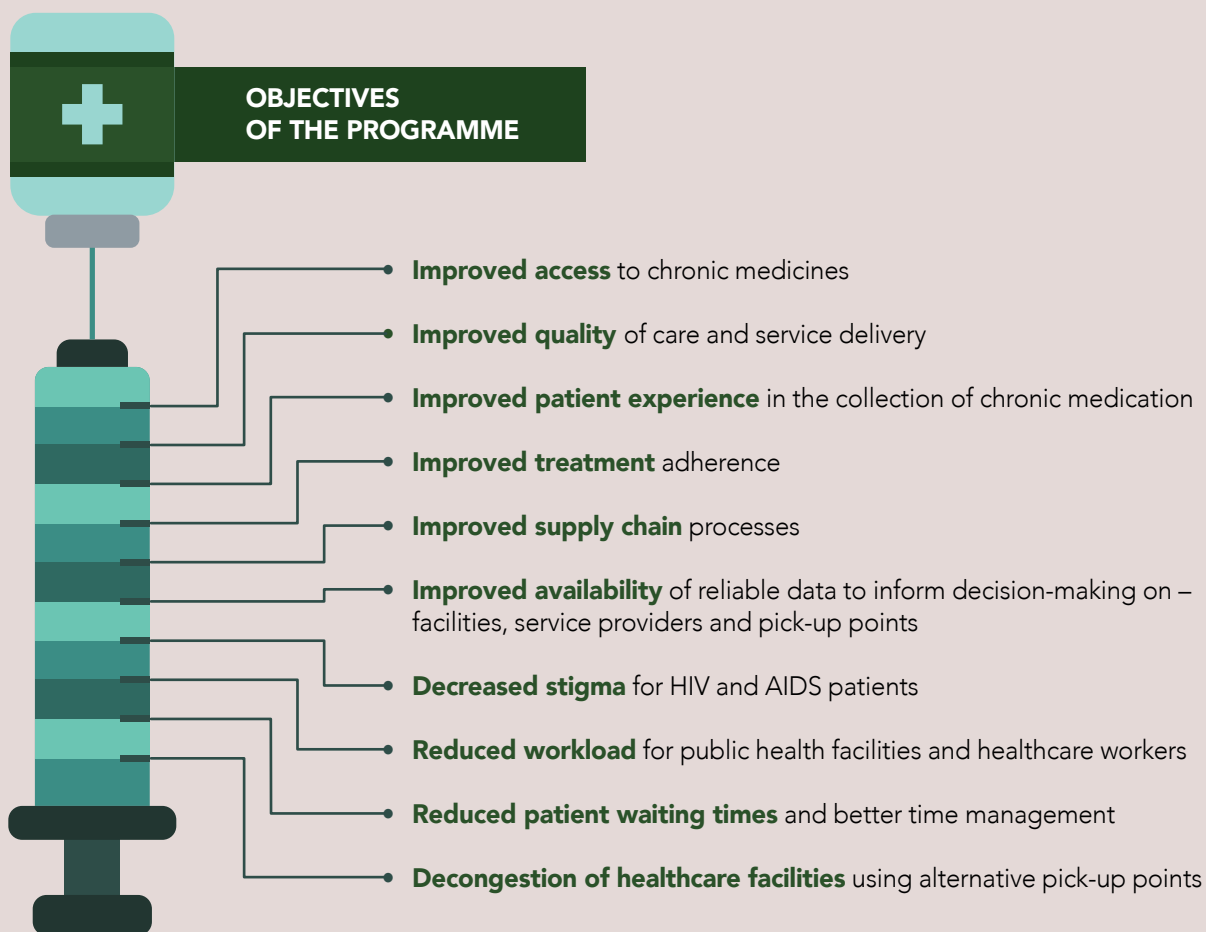 OBJECTIVES
OF THE PROGRAMME
Improved access to chronic medicines
Improved quality of care and service delivery
Improved patient experience in the collection of chronic medication
Improved treatment adherence
Improved supply chain processes
Improved availability of reliable data to inform decision-making on –
facilities, service providers and pick-up points
Decreased stigma for HIV and AIDS patients
Reduced workload for public health facilities and healthcare workers
Reduced patient waiting times and better time management
Decongestion of healthcare facilities using alternative pick-up points